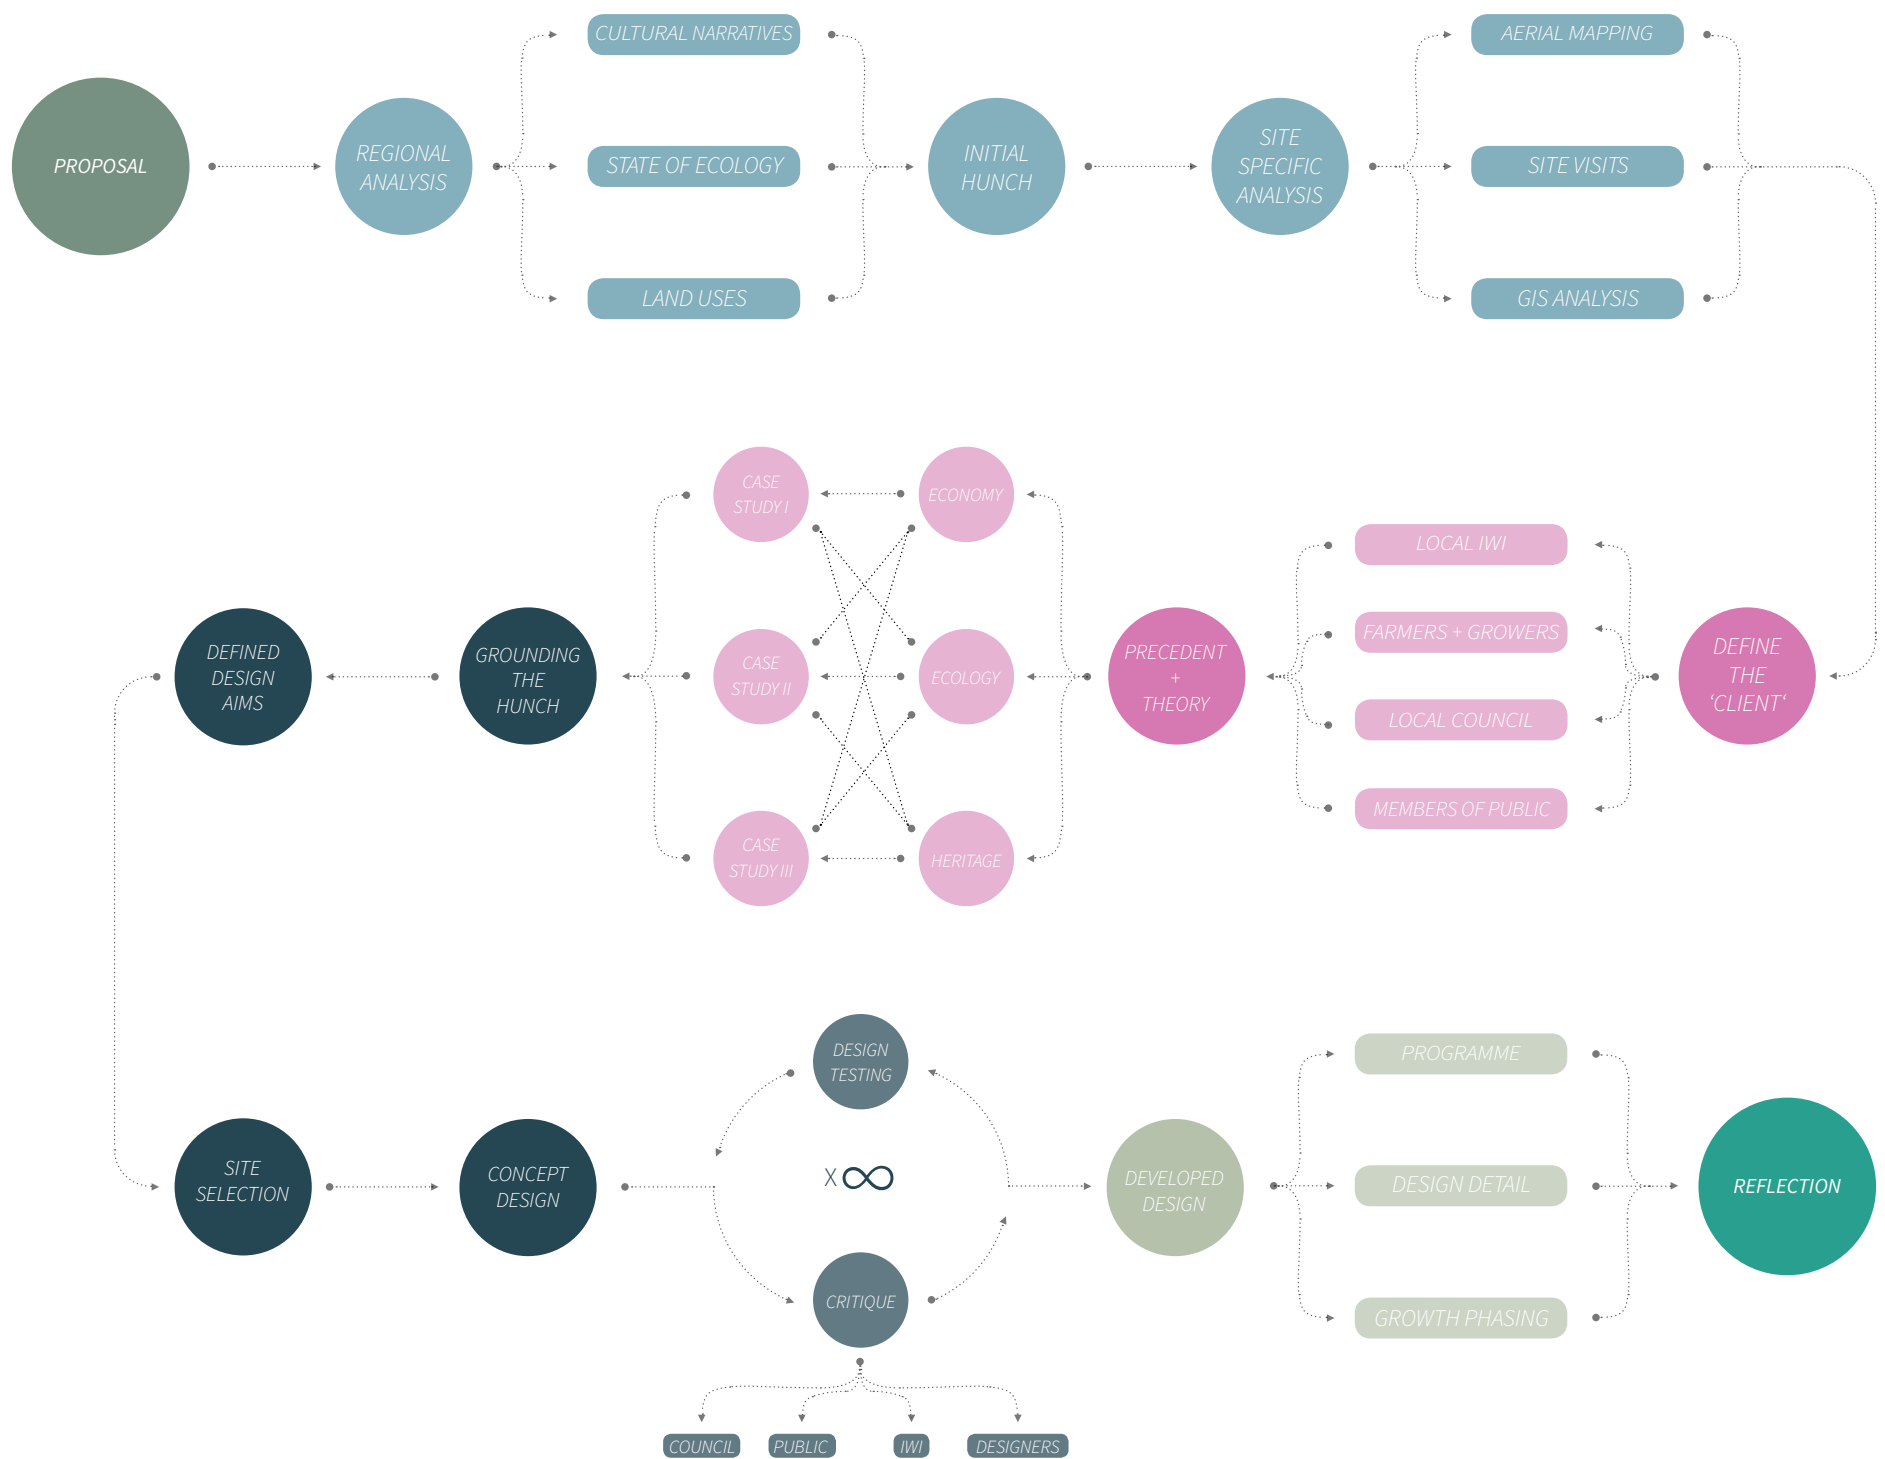 PROPOSAL
REGIONAL
ANALYSIS
CULTURAL NARRATIVES
STATE OF ECOLOGY
LAND USES
INITIAL
HUNCH
SITE
SPECIFIC
ANALYSIS
AERIAL MAPPING
SITE VISITS
GIS ANALYSIS
DEFINE
THE
‘CLIENT‘
LOCAL IWI
FARMERS + GROWERS
LOCAL COUNCIL
MEMBERS OF PUBLIC
PRECEDENT
+
THEORY
ECONOMY
ECOLOGY
HERITAGE
CASE
STUDY I
CASE
STUDY II
CASE
STUDY III
GROUNDING
THE
HUNCH
DEFINED
DESIGN
AIMS
SITE
SELECTION
CONCEPT
DESIGN
DESIGN
TESTING
X ∞
CRITIQUE
COUNCIL
PUBLIC
IWI
DESIGNERS
DEVELOPED
DESIGN
PROGRAMME
DESIGN DETAIL
GROWTH PHASING
REFLECTION